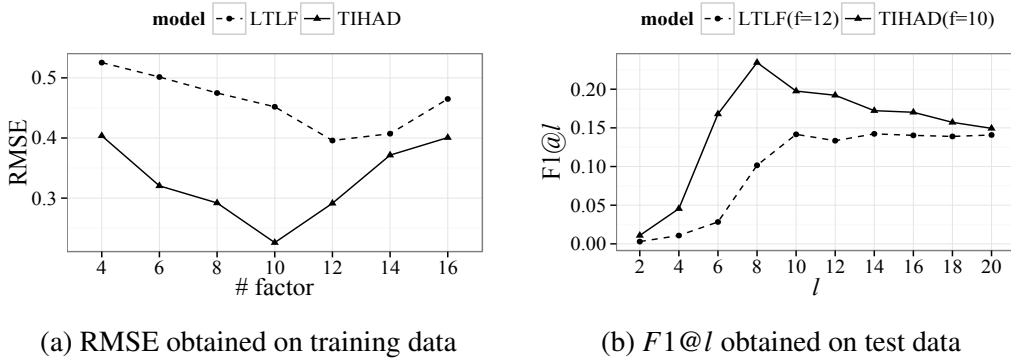 model LTLF TIHAD
0.5
0.4
0.3
RMSE
4 6 8 10 12 14 16
# factor
(a) RMSE obtained on training data
model LTLF(f=12) TIHAD(f=10)
0.20
0.15
0.10
0.05
0.00
F1@l
2 4 6 8 10 12 14 16 18 20
l
(b) F1@l obtained on test data